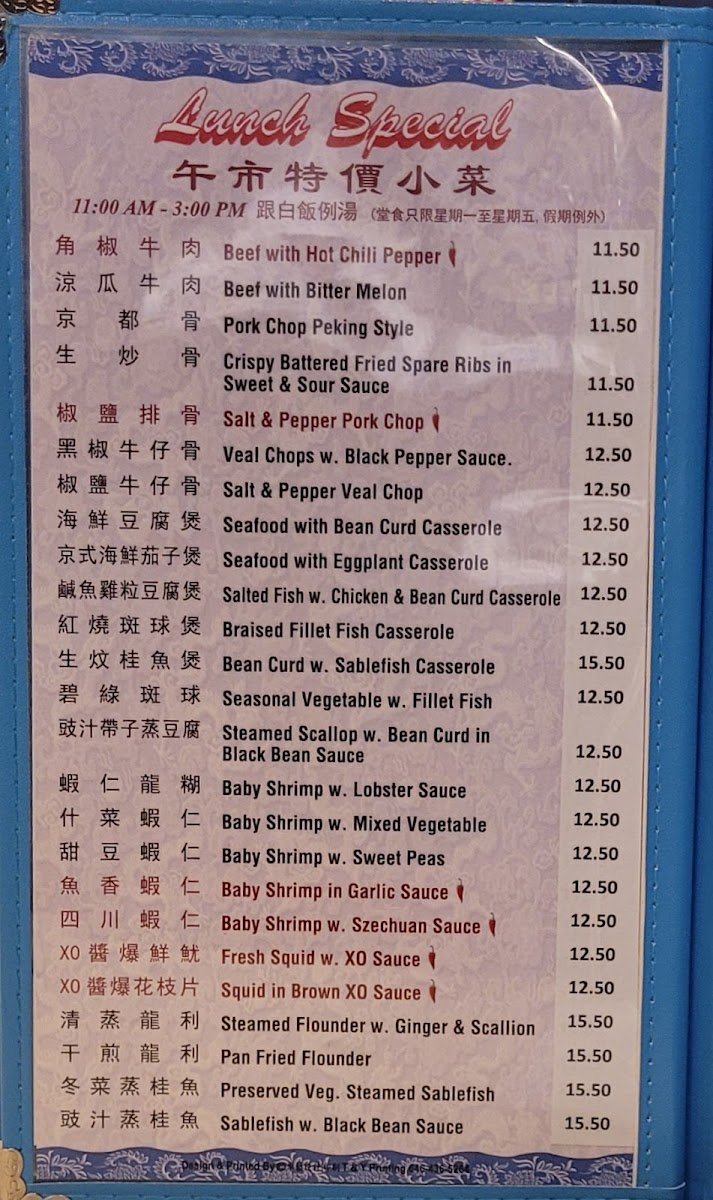 Lunch Special
午市特價小菜
11:00 AM - 3:00 PM 跟白飯例湯 (堂食只限星期一至星期五, 假期例外)
角椒牛肉 Beef with Hot Chili Pepper 11.50
涼瓜牛肉 Beef with Bitter Melon 11.50
京都骨 Pork Chop Peking Style 11.50
生炒骨 Crispy Battered Fried Spare Ribs in
Sweet & Sour Sauce 11.50
椒鹽排骨 Salt & Pepper Pork Chop 11.50
黑椒牛仔骨 Veal Chops w. Black Pepper Sauce. 12.50
椒鹽牛仔骨 Salt & Pepper Veal Chop 12.50
海鮮豆腐煲 Seafood with Bean Curd Casserole 12.50
京式海鮮茄子煲 Seafood with Eggplant Casserole 12.50
鹹魚雞粒豆腐煲 Salted Fish w. Chicken & Bean Curd Casserole 12.50
紅燒斑球煲 Braised Fillet Fish Casserole 12.50
生炆桂魚煲 Bean Curd w. Sablefish Casserole 15.50
碧綠斑球 Seasonal Vegetable w. Fillet Fish 12.50
豉汁帶子蒸豆腐 Steamed Scallop w. Bean Curd in
Black Bean Sauce 12.50
蝦仁龍糊 Baby Shrimp w. Lobster Sauce 12.50
什菜蝦仁 Baby Shrimp w. Mixed Vegetable 12.50
甜豆蝦仁 Baby Shrimp w. Sweet Peas 12.50
魚香蝦仁 Baby Shrimp in Garlic Sauce 12.50
四川蝦仁 Baby Shrimp w. Szechuan Sauce 12.50
XO醬爆鮮魷 Fresh Squid w. XO Sauce 12.50
XO醬爆花枝片 Squid in Brown XO Sauce 12.50
清蒸龍利 Steamed Flounder w. Ginger & Scallion 15.50
干煎龍利 Pan Fried Flounder 15.50
冬菜蒸桂魚 Preserved Veg. Steamed Sablefish 15.50
豉汁蒸桂魚 Sablefish w. Black Bean Sauce 15.50
Design & Printed By T & Y Printing